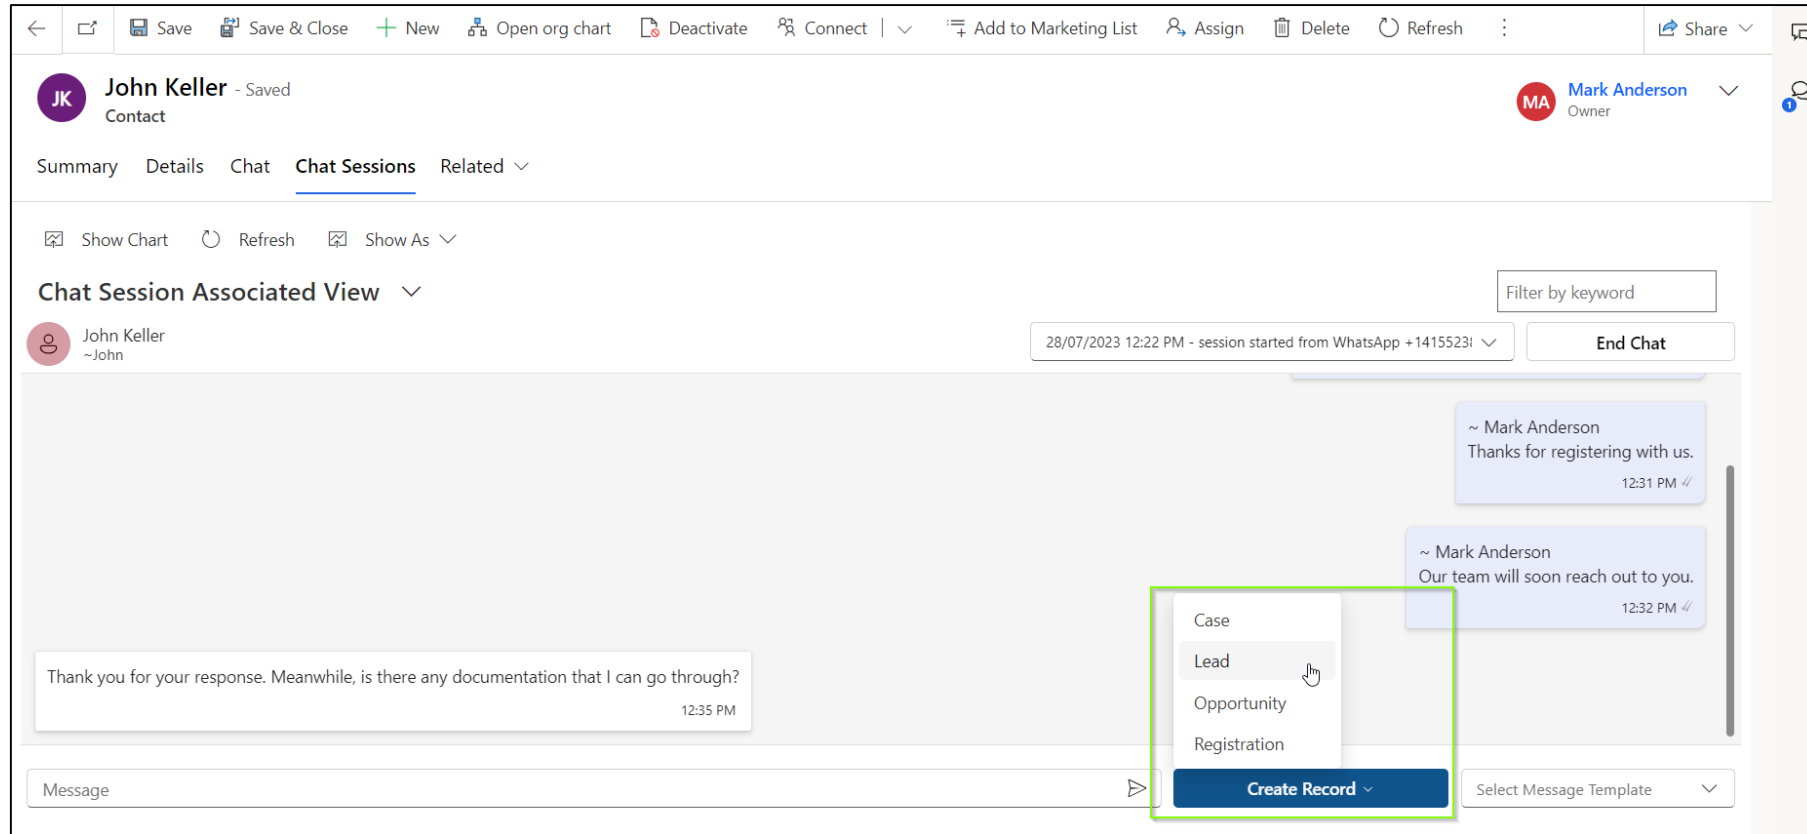 Save
Save & Close
New
Open org chart
Deactivate
Connect
Add to Marketing List
Assign
Delete
Refresh
Share
JK
John Keller - Saved
Contact
MA
Mark Anderson
Owner
1
Summary
Details
Chat
Chat Sessions
Related
Show Chart
Refresh
Show As
Chat Session Associated View
Filter by keyword
John Keller
~John
28/07/2023 12:22 PM - session started from WhatsApp +1415523
End Chat
~ Mark Anderson
Thanks for registering with us.
12:31 PM
~ Mark Anderson
Our team will soon reach out to you.
12:32 PM
Thank you for your response. Meanwhile, is there any documentation that I can go through?
12:35 PM
Case
Lead
Opportunity
Registration
Message
Create Record
Select Message Template